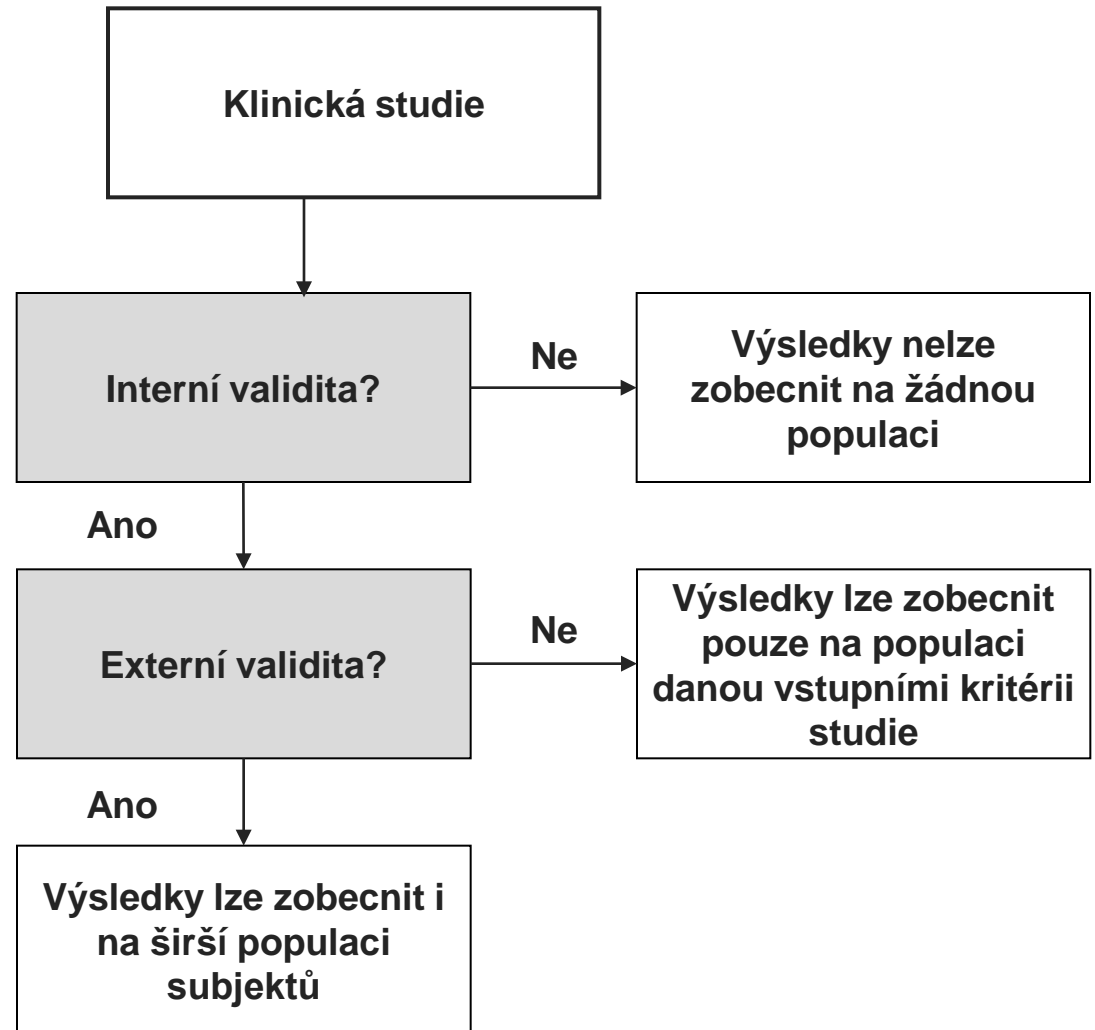 Klinická studie
Interní validita?
Ne
Výsledky nelze
zobecnit na žádnou
populaci
Ano
Externí validita?
Ne
Výsledky lze zobecnit
pouze na populaci
danou vstupními kritérii
studie
Ano
Výsledky lze zobecnit i
na širší populaci
subjektů